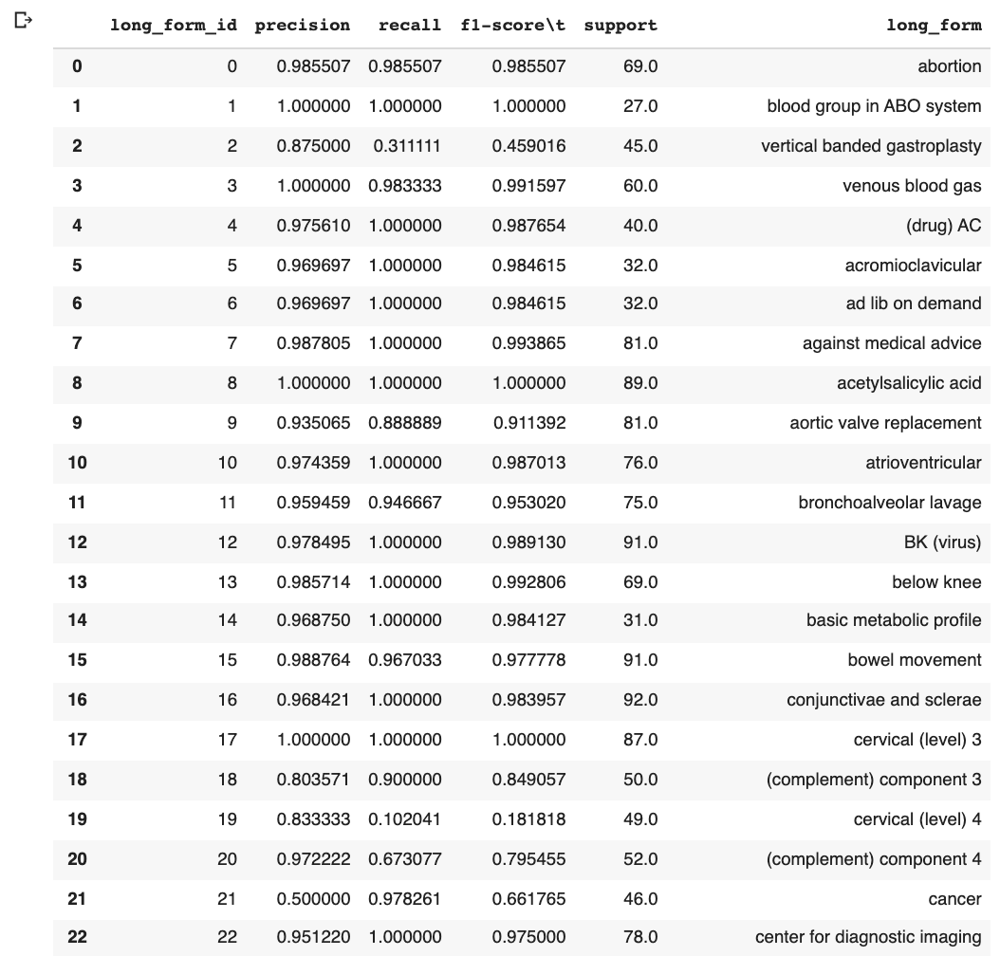 long_form_id precision recall f1-score\t support long_form
0 0 0.985507 0.985507 0.985507 69.0 abortion
1 1 1.000000 1.000000 1.000000 27.0 blood group in ABO system
2 2 0.875000 0.311111 0.459016 45.0 vertical banded gastroplasty
3 3 1.000000 0.983333 0.991597 60.0 venous blood gas
4 4 0.975610 1.000000 0.987654 40.0 (drug) AC
5 5 0.969697 1.000000 0.984615 32.0 acromioclavicular
6 6 0.969697 1.000000 0.984615 32.0 ad lib on demand
7 7 0.987805 1.000000 0.993865 81.0 against medical advice
8 8 1.000000 1.000000 1.000000 89.0 acetylsalicylic acid
9 9 0.935065 0.888889 0.911392 81.0 aortic valve replacement
10 10 0.974359 1.000000 0.987013 76.0 atrioventricular
11 11 0.959459 0.946667 0.953020 75.0 bronchoalveolar lavage
12 12 0.978495 1.000000 0.989130 91.0 BK (virus)
13 13 0.985714 1.000000 0.992806 69.0 below knee
14 14 0.968750 1.000000 0.984127 31.0 basic metabolic profile
15 15 0.988764 0.967033 0.977778 91.0 bowel movement
16 16 0.968421 1.000000 0.983957 92.0 conjunctivae and sclerae
17 17 1.000000 1.000000 1.000000 87.0 cervical (level) 3
18 18 0.803571 0.900000 0.849057 50.0 (complement) component 3
19 19 0.833333 0.102041 0.181818 49.0 cervical (level) 4
20 20 0.972222 0.673077 0.795455 52.0 (complement) component 4
21 21 0.500000 0.978261 0.661765 46.0 cancer
22 22 0.951220 1.000000 0.975000 78.0 center for diagnostic imaging